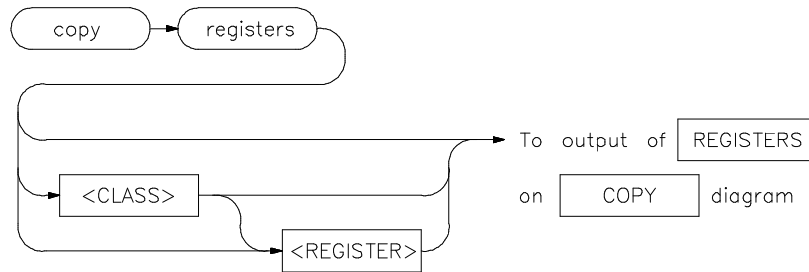 copy registers
To output of REGISTERS
<CLASS> on COPY diagram
<REGISTER>